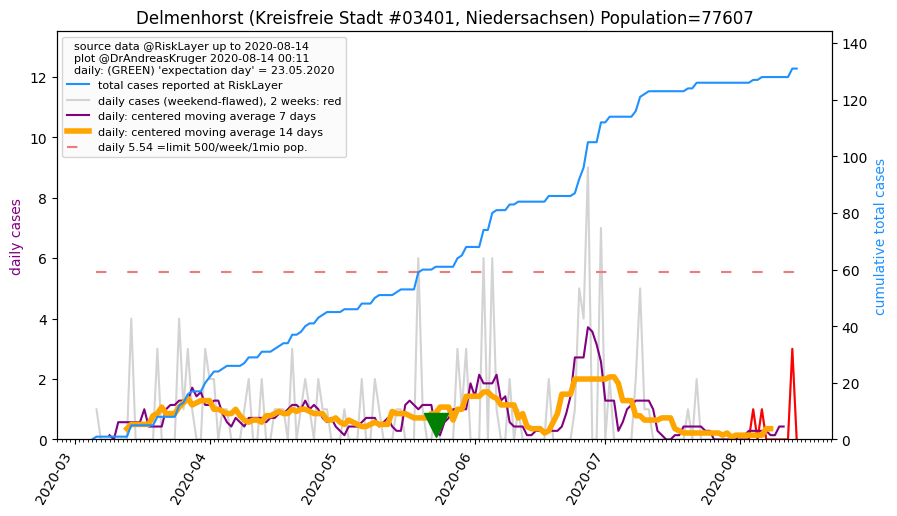 Delmenhorst (Kreisfreie Stadt #03401, Niedersachsen) Population=77607
source data @RiskLayer up to 2020-08-14
plot @DrAndreasKruger 2020-08-14 00:11
daily: (GREEN) 'expectation day' = 23.05.2020
total cases reported at RiskLayer
daily cases (weekend-flawed), 2 weeks: red
daily: centered moving average 7 days
daily: centered moving average 14 days
daily 5.54 =limit 500/week/1mio pop.
daily cases
12
10
8
6
4
2
0
140
120
100
80
60
40
20
0
cumulative total cases
2020-03
2020-04
2020-05
2020-06
2020-07
2020-08